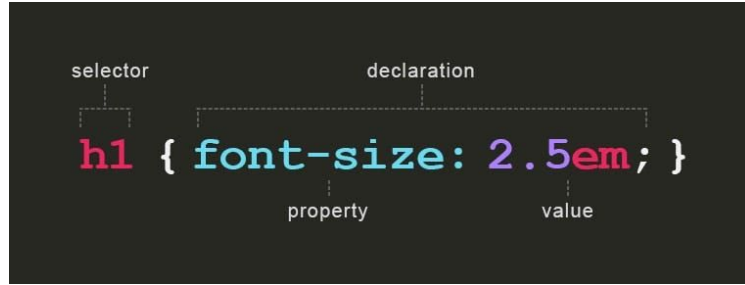 selector declaration
h1 { font-size: 2.5em; }
property value